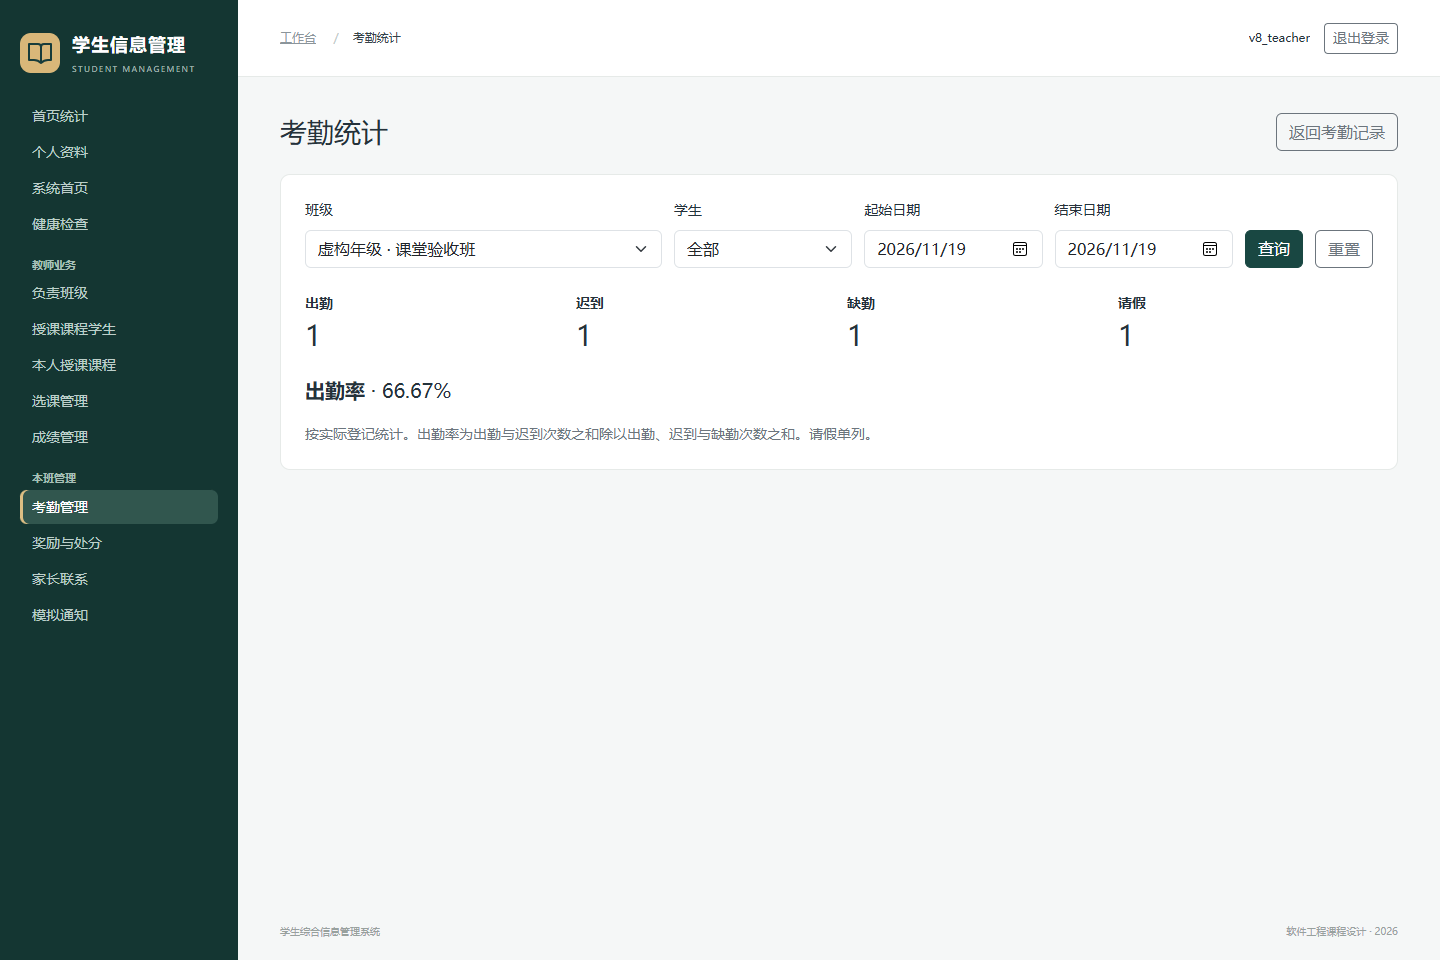 学生信息管理
STUDENT MANAGEMENT
首页统计
个人资料
系统首页
健康检查
教师业务
负责班级
授课课程学生
本人授课课程
选课管理
成绩管理
本班管理
考勤管理
奖励与处分
家长联系
模拟通知
工作台 / 考勤统计
v8_teacher 退出登录
考勤统计
返回考勤记录
班级 学生 起始日期 结束日期
虚构年级 · 课堂验收班 全部 2026/11/19 2026/11/19 查询 重置
出勤 迟到 缺勤 请假
1 1 1 1
出勤率 · 66.67%
按实际登记统计。出勤率为出勤与迟到次数之和除以出勤、迟到与缺勤次数之和。请假单列。
学生综合信息管理系统 软件工程课程设计 · 2026